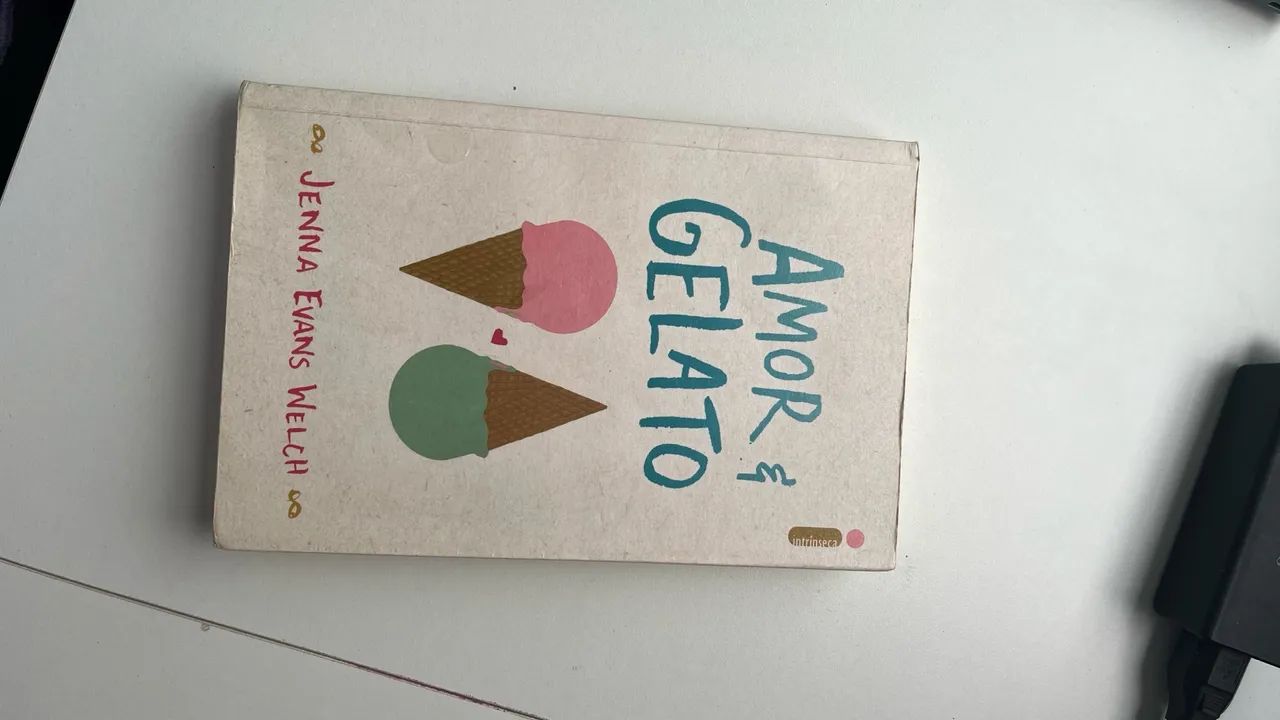 AMOR &
GELATO
JENNA EVANS WELCH
intrínseca